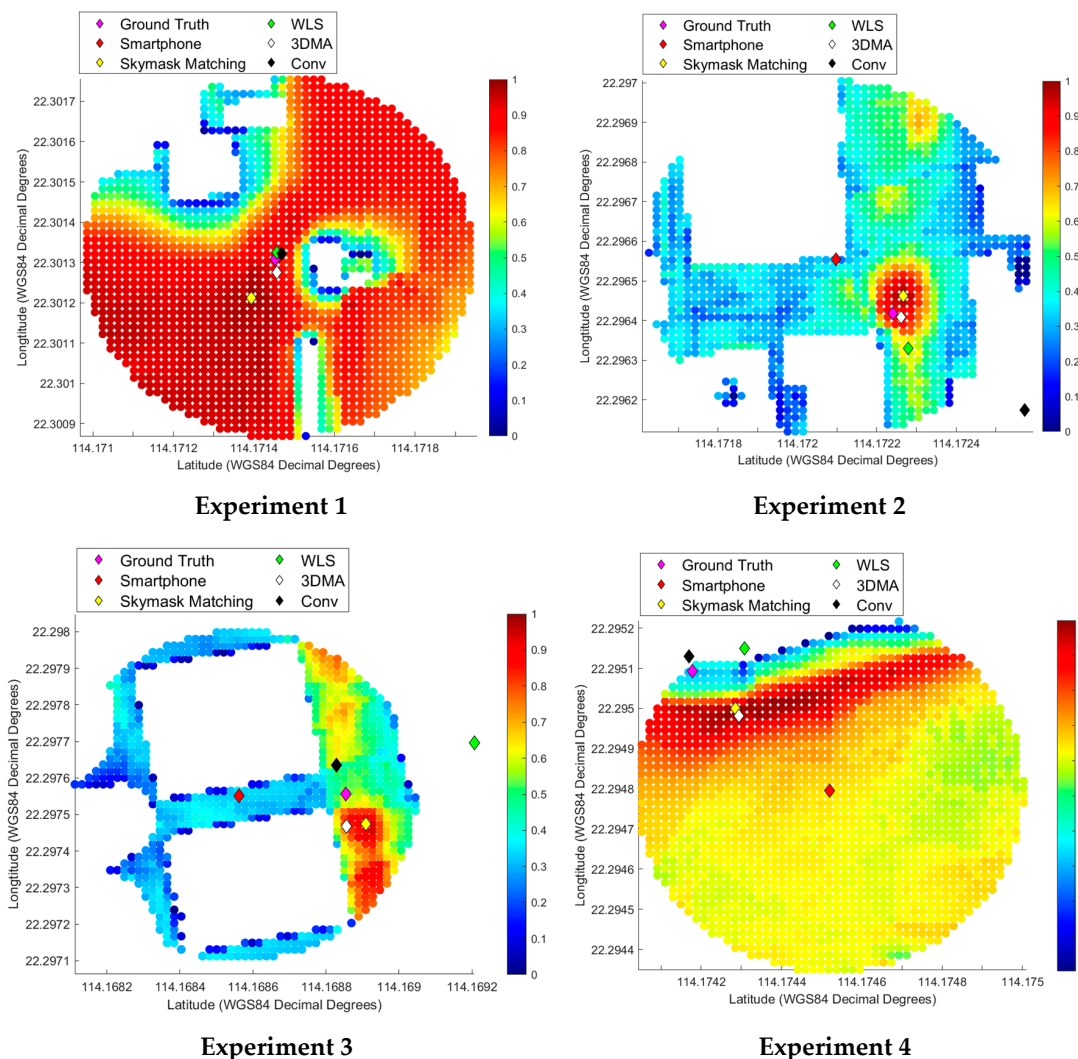 Ground Truth WLS
Smartphone 3DMA
Skymask Matching Conv
22.3017
22.3016
22.3015
22.3014
22.3013
22.3012
22.3011
22.301
22.3009
Longtitude (WGS84 Decimal Degrees)
114.171 114.1712 114.1714 114.1716 114.1718
Latitude (WGS84 Decimal Degrees)
1
0.9
0.8
0.7
0.6
0.5
0.4
0.3
0.2
0.1
0
Experiment 1
Ground Truth WLS
Smartphone 3DMA
Skymask Matching Conv
22.297
22.2969
22.2968
22.2967
22.2966
22.2965
22.2964
22.2963
22.2962
Longtitude (WGS84 Decimal Degrees)
114.1718 114.172 114.1722 114.1724
Latitude (WGS84 Decimal Degrees)
1
0.9
0.8
0.7
0.6
0.5
0.4
0.3
0.2
0.1
0
Experiment 2
Ground Truth WLS
Smartphone 3DMA
Skymask Matching Conv
22.298
22.2979
22.2978
22.2977
22.2976
22.2975
22.2974
22.2973
22.2972
22.2971
Longtitude (WGS84 Decimal Degrees)
114.1682 114.1684 114.1686 114.1688 114.169 114.1692
Latitude (WGS84 Decimal Degrees)
1
0.9
0.8
0.7
0.6
0.5
0.4
0.3
0.2
0.1
0
Experiment 3
Ground Truth WLS
Smartphone 3DMA
Skymask Matching Conv
22.2952
22.2951
22.295
22.2949
22.2948
22.2947
22.2946
22.2945
22.2944
Longtitude (WGS84 Decimal Degrees)
114.1742 114.1744 114.1746 114.1748 114.175
Latitude (WGS84 Decimal Degrees)
Experiment 4